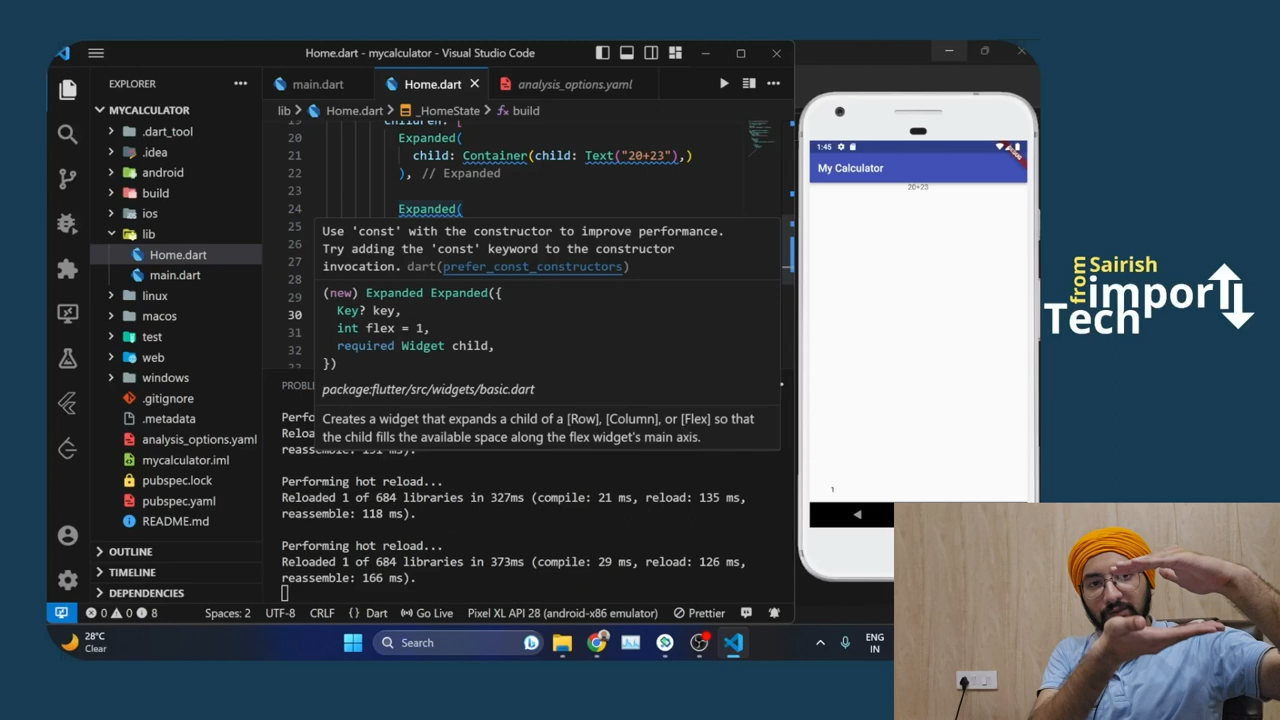 Home.dart - mycalculator - Visual Studio Code
EXPLORER
main.dart
Home.dart
analysis_options.yaml
lib > Home.dart > _HomeState > build
MYCALCULATOR
.dart_tool
.idea
android
build
ios
lib
Home.dart
main.dart
linux
macos
test
web
windows
.gitignore
.metadata
analysis_options.yaml
mycalculator.iml
pubspec.lock
pubspec.yaml
README.md
OUTLINE
TIMELINE
DEPENDENCIES
20 Expanded(
21 child: Container(child: Text("20+23"),)
22 ), // Expanded
23
24 Expanded(
25
26
27
28
29
30
31
32
Use 'const' with the constructor to improve performance.
Try adding the 'const' keyword to the constructor
invocation. dart(prefer_const_constructors)
(new) Expanded Expanded({
Key? key,
int flex = 1,
required Widget child,
})
package:flutter/src/widgets/basic.dart
Creates a widget that expands a child of a [Row], [Column], or [Flex] so that
the child fills the available space along the flex widget's main axis.
Performing hot reload...
Reloaded 1 of 684 libraries in 327ms (compile: 21 ms, reload: 135 ms,
reassemble: 118 ms).
Performing hot reload...
Reloaded 1 of 684 libraries in 373ms (compile: 29 ms, reload: 126 ms,
reassemble: 166 ms).
0 0 8 Spaces: 2 UTF-8 CRLF {} Dart Go Live Pixel XL API 28 (android-x86 emulator) Prettier
28°C
Clear
Search
ENG
IN
1:45
My Calculator
20+23
1
from Sairish
import
Tech